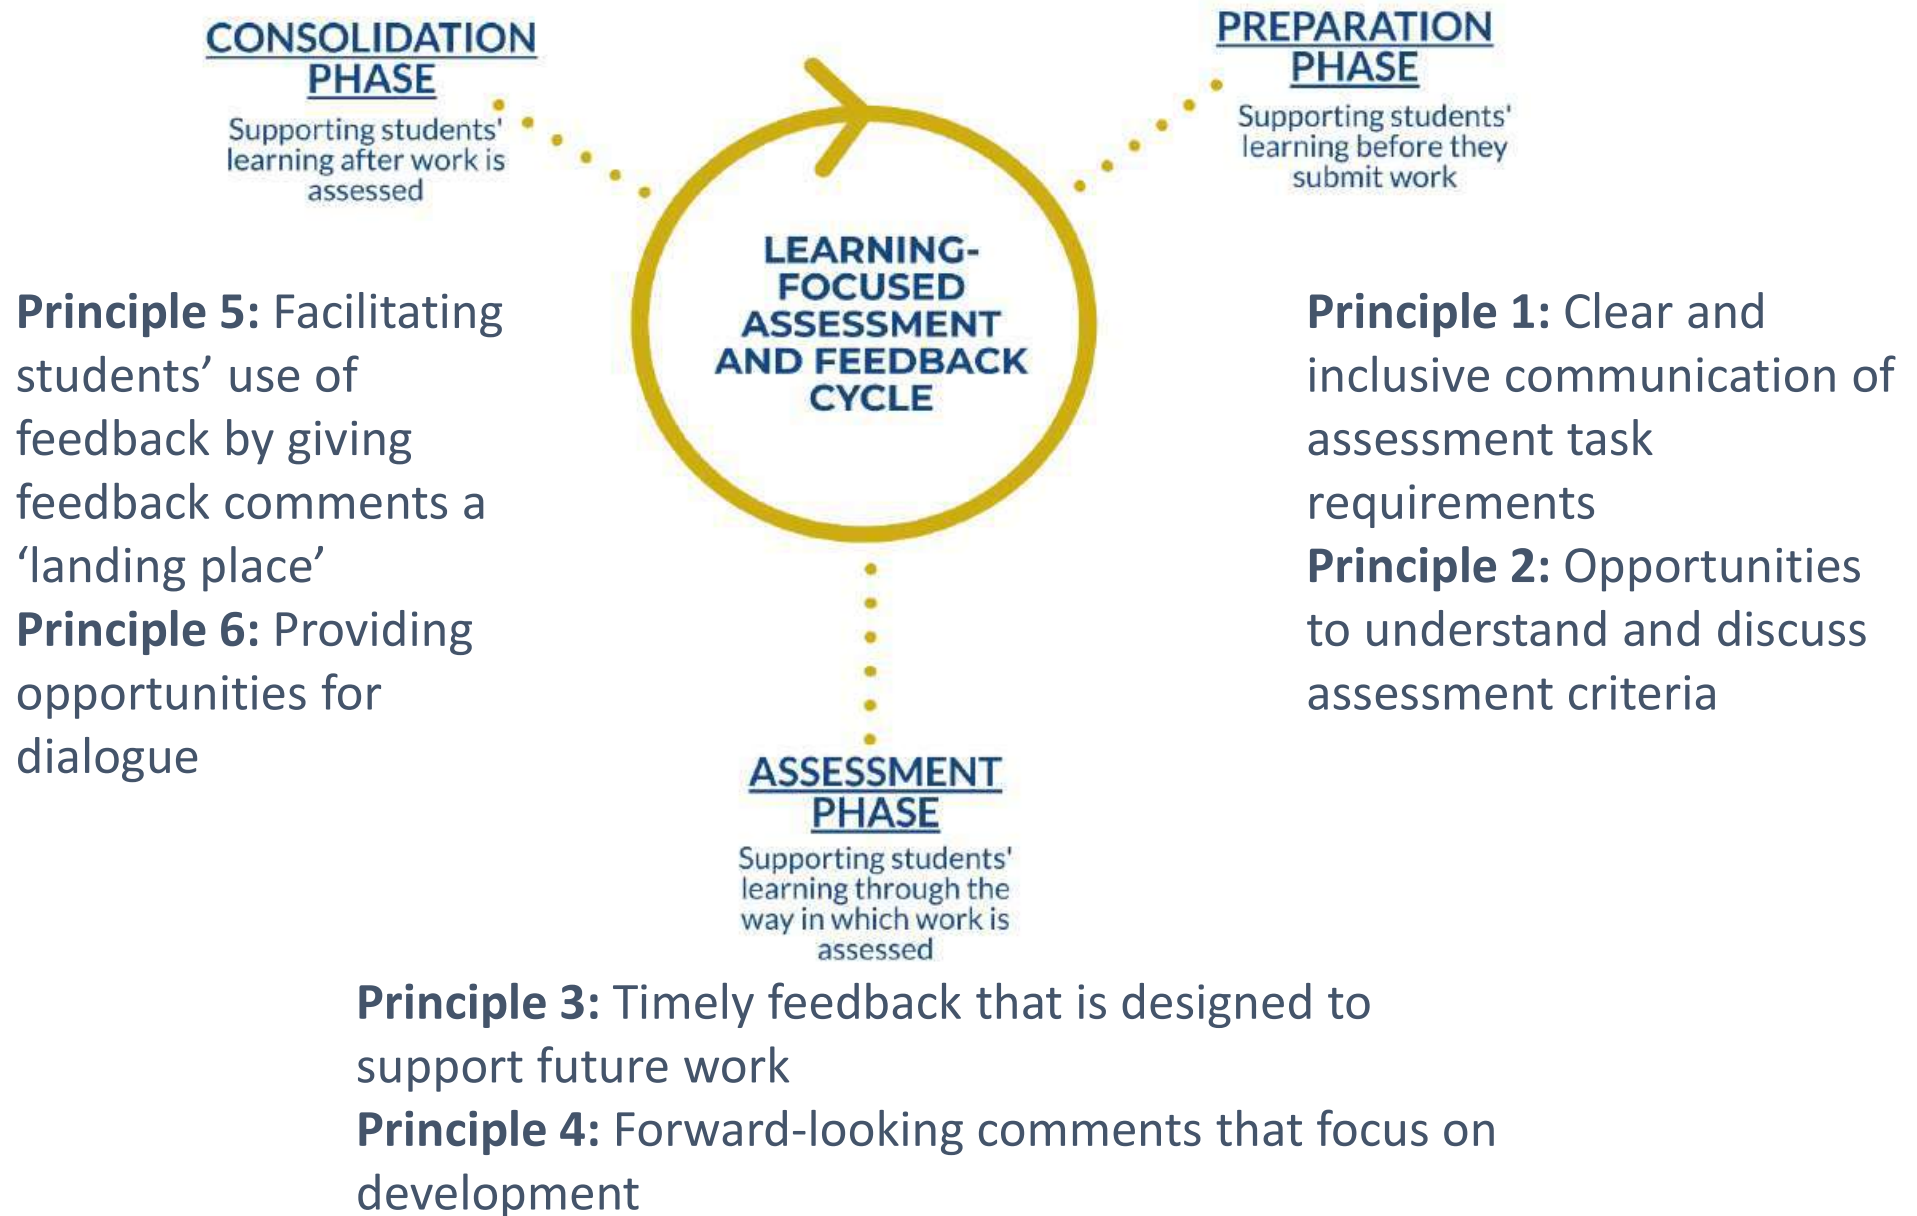 CONSOLIDATION
PHASE
Supporting students'
learning after work is
assessed
PREPARATION
PHASE
Supporting students'
learning before they
submit work
LEARNING-
FOCUSED
ASSESSMENT
AND FEEDBACK
CYCLE
Principle 5: Facilitating
students’ use of
feedback by giving
feedback comments a
‘landing place’
Principle 6: Providing
opportunities for
dialogue
Principle 1: Clear and
inclusive communication of
assessment task
requirements
Principle 2: Opportunities
to understand and discuss
assessment criteria
ASSESSMENT
PHASE
Supporting students'
learning through the
way in which work is
assessed
Principle 3: Timely feedback that is designed to
support future work
Principle 4: Forward-looking comments that focus on
development